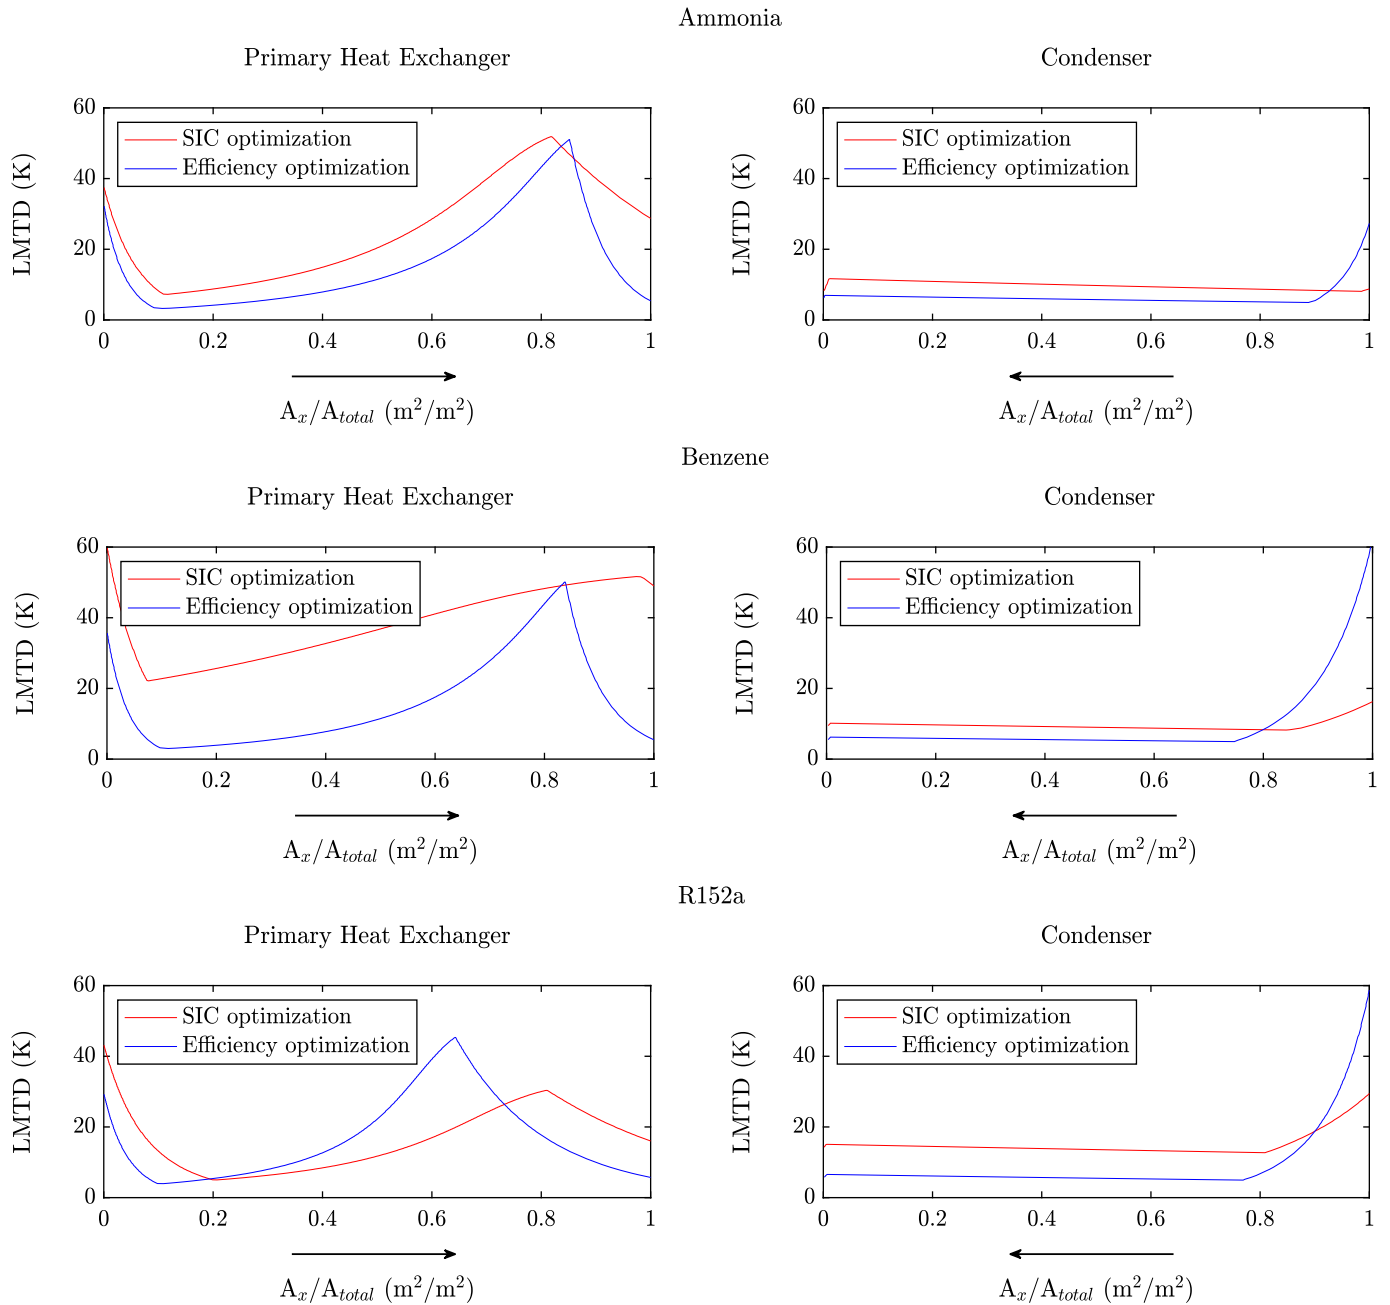 Ammonia
Primary Heat Exchanger
Condenser
LMTD (K)
60
40
20
0
SIC optimization
Efficiency optimization
0 0.2 0.4 0.6 0.8 1
A_x/A_total (m²/m²)
LMTD (K)
60
40
20
0
SIC optimization
Efficiency optimization
0 0.2 0.4 0.6 0.8 1
A_x/A_total (m²/m²)
Benzene
Primary Heat Exchanger
Condenser
LMTD (K)
60
40
20
0
SIC optimization
Efficiency optimization
0 0.2 0.4 0.6 0.8 1
A_x/A_total (m²/m²)
LMTD (K)
60
40
20
0
SIC optimization
Efficiency optimization
0 0.2 0.4 0.6 0.8 1
A_x/A_total (m²/m²)
R152a
Primary Heat Exchanger
Condenser
LMTD (K)
60
40
20
0
SIC optimization
Efficiency optimization
0 0.2 0.4 0.6 0.8 1
A_x/A_total (m²/m²)
LMTD (K)
60
40
20
0
SIC optimization
Efficiency optimization
0 0.2 0.4 0.6 0.8 1
A_x/A_total (m²/m²)